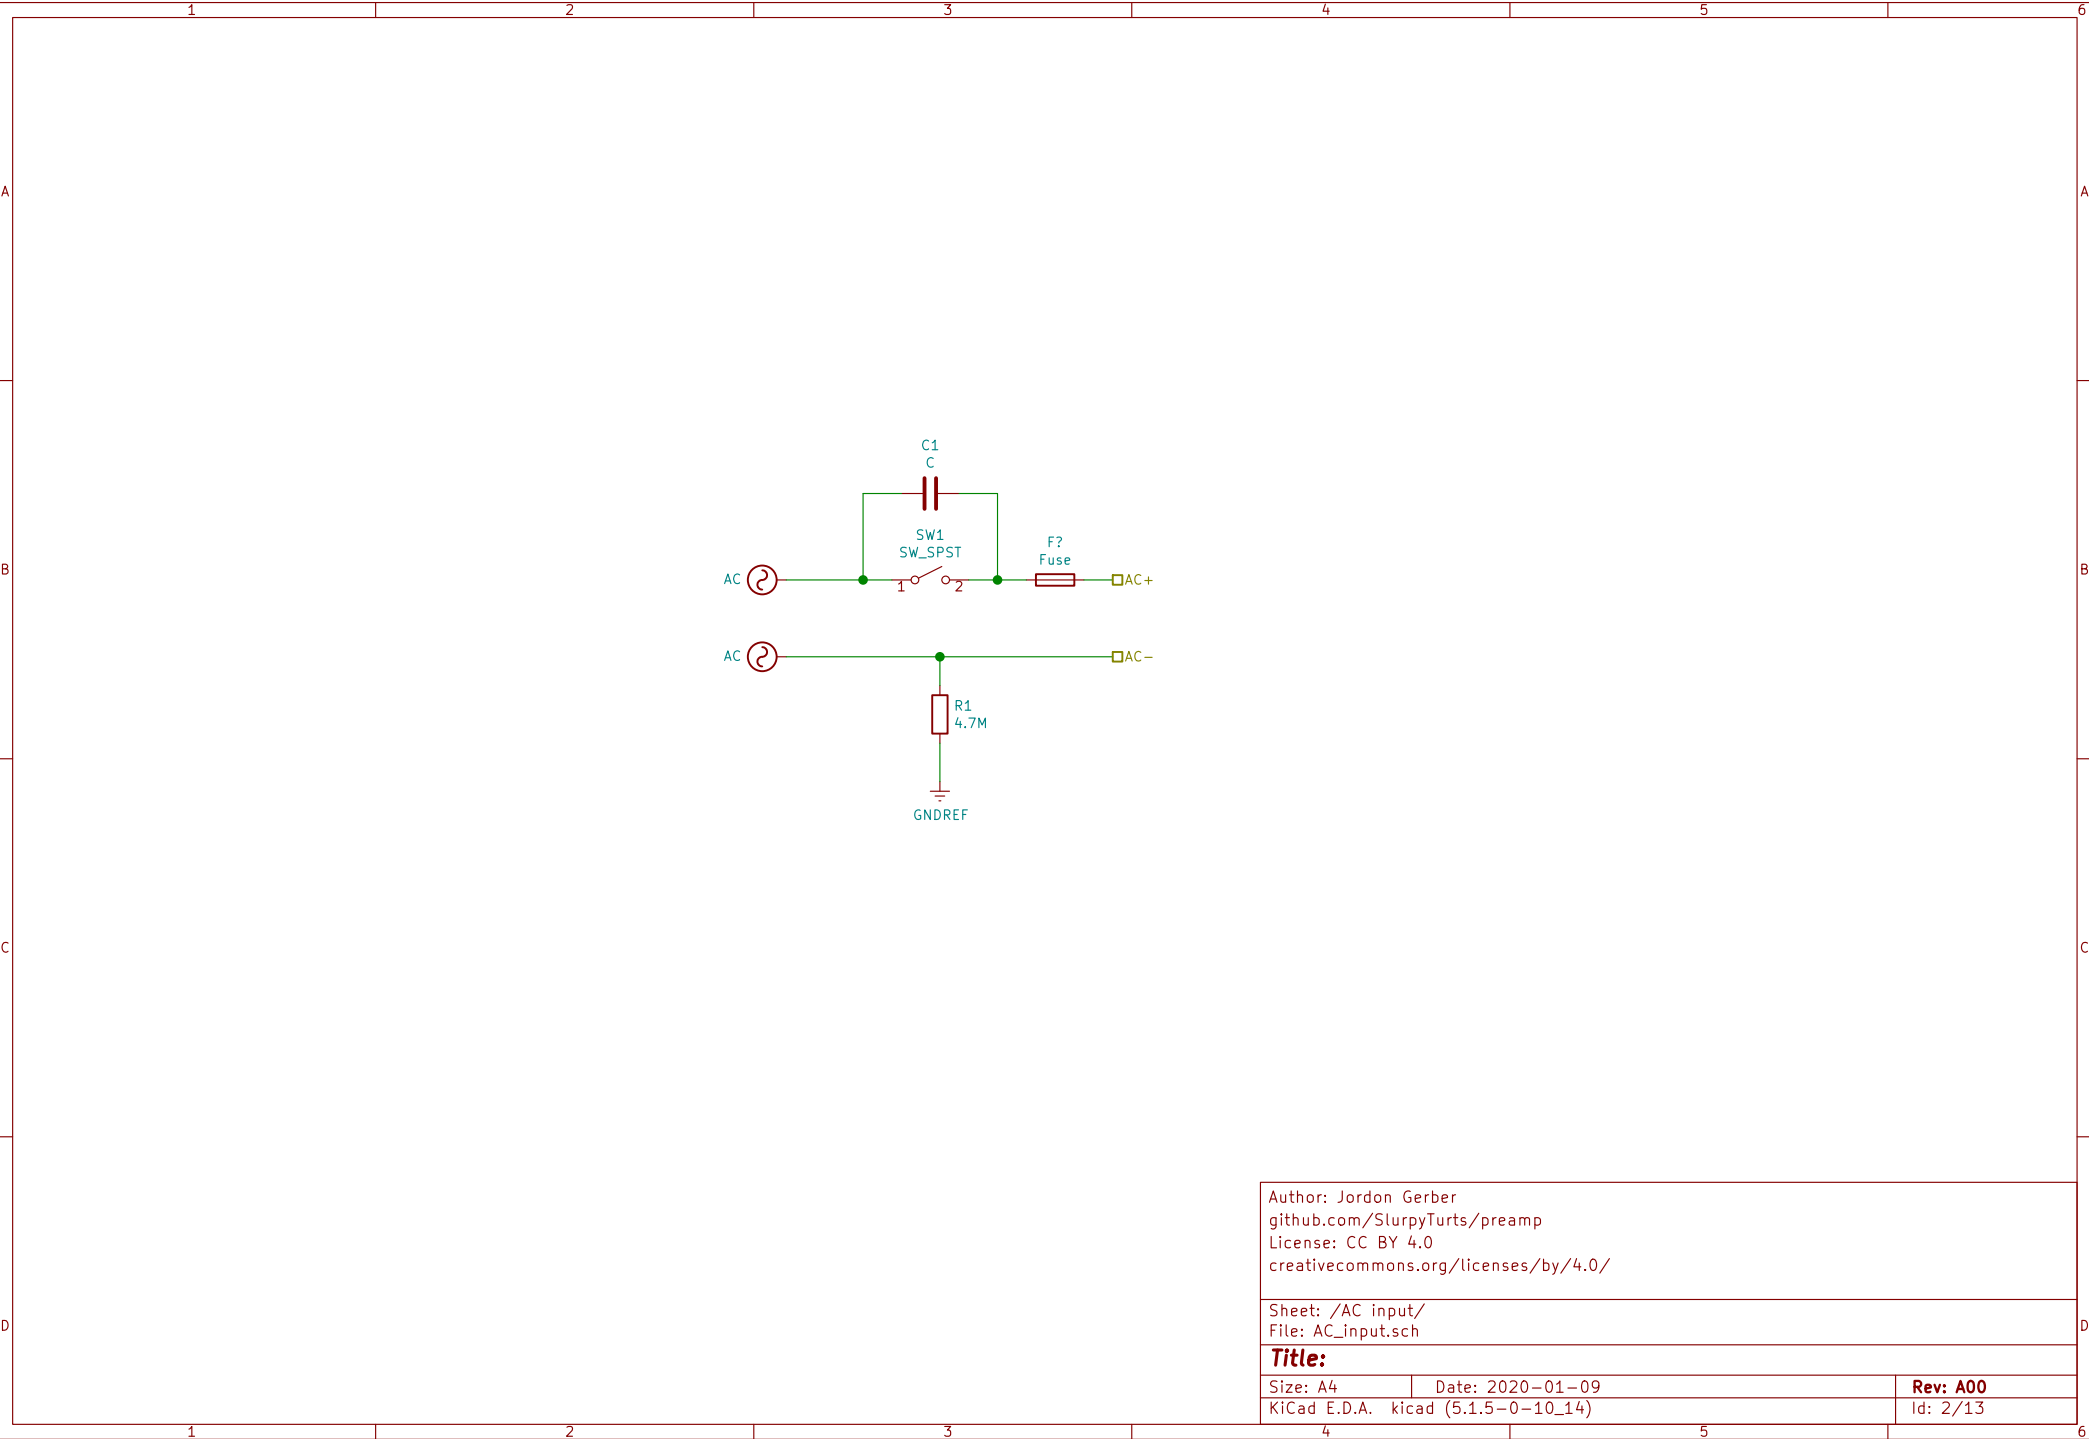 1 2 3 4 5 6
A A
C1
C
SW1
SW_SPST
F?
Fuse
B B
AC 1 2 AC+
AC AC-
R1
4.7M
GNDREF
C C
Author: Jordon Gerber
github.com/SlurpyTurts/preamp
License: CC BY 4.0
creativecommons.org/licenses/by/4.0/
Sheet: /AC input/
D D
File: AC_input.sch
Title:
Size: A4 Date: 2020-01-09 Rev: A00
KiCad E.D.A. kicad (5.1.5-0-10_14) Id: 2/13
1 2 3 4 5 6